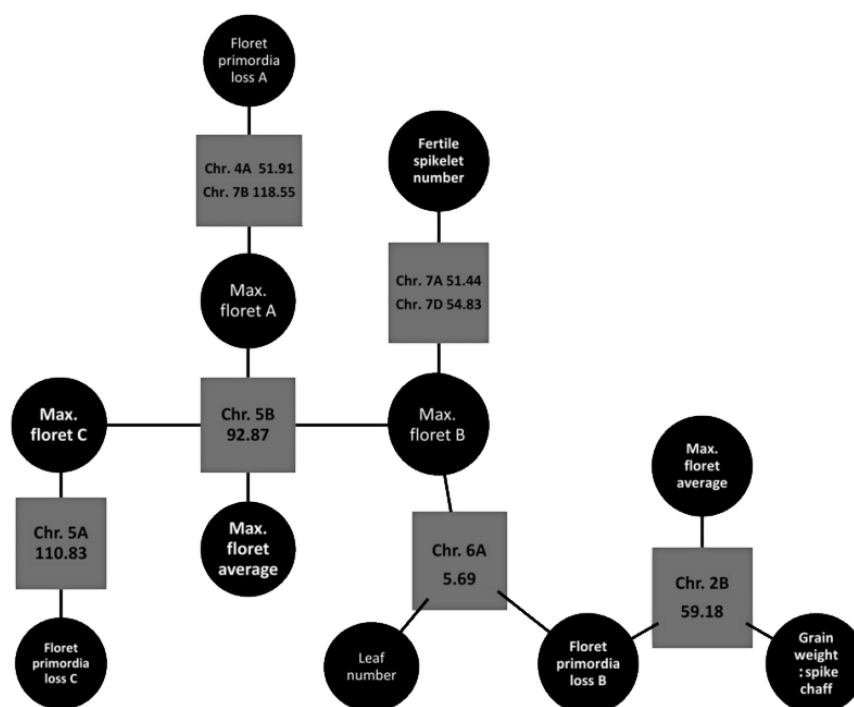 Floret
primordia
loss A
Chr. 4A 51.91
Chr. 7B 118.55
Fertile
spikelet
number
Max.
floret A
Chr. 7A 51.44
Chr. 7D 54.83
Max.
floret C
Chr. 5B
92.87
Max.
floret B
Max.
floret
average
Chr. 5A
110.83
Max.
floret
average
Chr. 6A
5.69
Chr. 2B
59.18
Floret
primordia
loss C
Leaf
number
Floret
primordia
loss B
Grain
weight
:spike
chaff